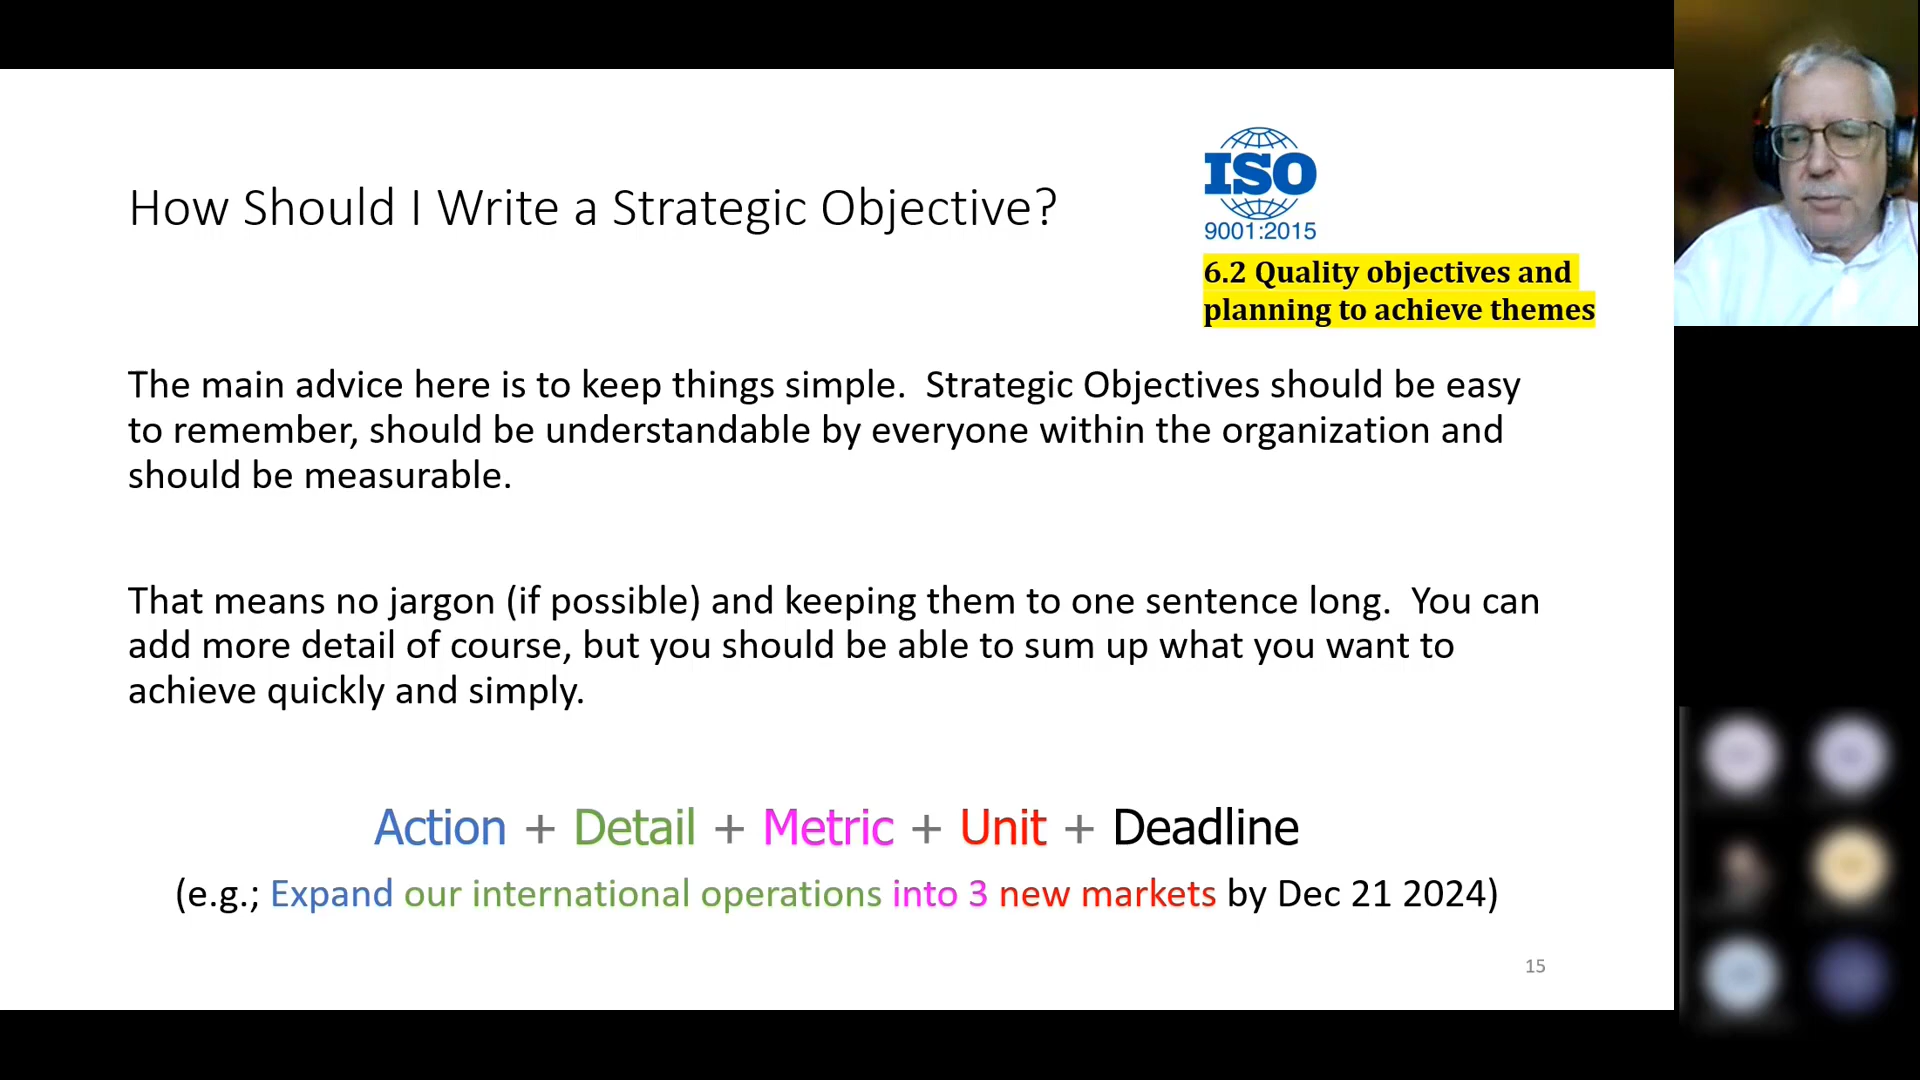 How Should I Write a Strategic Objective?
ISO
9001:2015
6.2 Quality objectives and
planning to achieve themes
The main advice here is to keep things simple.  Strategic Objectives should be easy
to remember, should be understandable by everyone within the organization and
should be measurable.
That means no jargon (if possible) and keeping them to one sentence long.  You can
add more detail of course, but you should be able to sum up what you want to
achieve quickly and simply.
Action + Detail + Metric + Unit + Deadline
(e.g.; Expand our international operations into 3 new markets by Dec 21 2024)
15